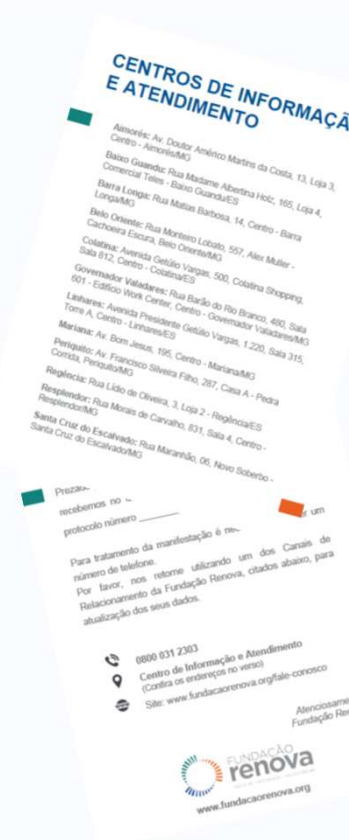 CENTROS DE INFORMAÇÃ
E ATENDIMENTO
Aimorés: Av. Doutor Américo Martins da Costa, 13, Loja 3,
Centro - Aimorés/MG
Baixo Guandu: Rua Madame Albertina Holz, 165, Loja 4,
Comercial Teles - Baixo Guandu/ES
Barra Longa: Rua Matias Barbosa, 14, Centro - Barra
Longa/MG
Belo Oriente: Rua Monteiro Lobato, 557, Alex Muller -
Cachoeira Escura, Belo Oriente/MG
Colatina: Avenida Getúlio Vargas, 500, Colatina Shopping,
Sala 812, Centro - Colatina/ES
Governador Valadares: Rua Barão do Rio Branco, 480, Sala
601 - Edifício Work Center, Centro - Governador Valadares/MG
Linhares: Avenida Presidente Getúlio Vargas, 1.220, Sala 315,
Torre A, Centro - Linhares/ES
Mariana: Av. Bom Jesus, 195, Centro - Mariana/MG
Periquito: Av. Francisco Silveira Filho, 287, Casa A - Pedra
Corrida, Periquito/MG
Regência: Rua Lídio de Oliveira, 3, Loja 2 - Regência/ES
Resplendor: Rua Morais de Carvalho, 831, Sala 4, Centro -
Resplendor/MG
Santa Cruz do Escalvado: Rua Maranhão, 06, Novo Soberbo -
Santa Cruz do Escalvado/MG
recebemos no
um
protocolo número ________
Para tratamento da manifestação é
número de telefone.
Por favor, nos retorne utilizando um dos Canais de
Relacionamento da Fundação Renova, citados abaixo, para
atualização dos seus dados.
0800 031 2303
Centro de Informação e Atendimento
(Confira os endereços no verso)
Site: www.fundacaorenova.org/fale-conosco
Atenciosame
Fundação Ren
FUNDAÇÃO
renova
www.fundacaorenova.org